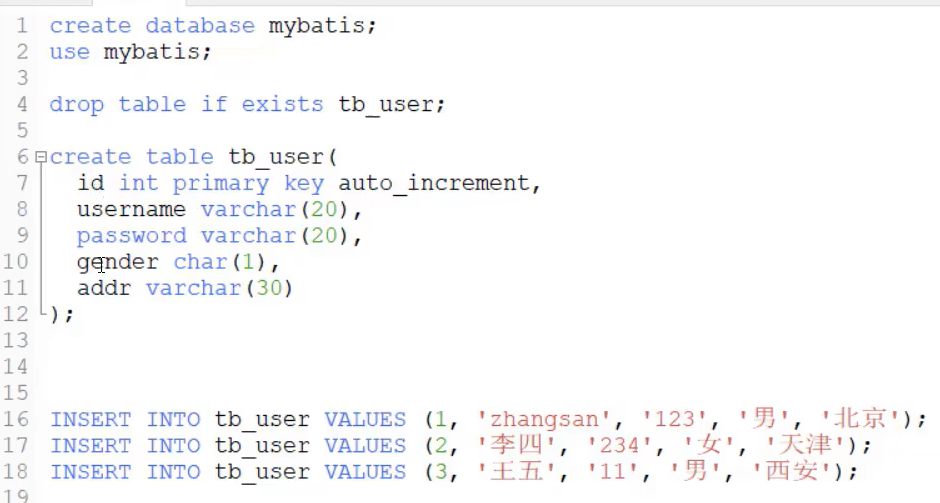 1 create database mybatis;
2 use mybatis;
3
4 drop table if exists tb_user;
5
6 create table tb_user(
7 id int primary key auto_increment,
8 username varchar(20),
9 password varchar(20),
10 gender char(1),
11 addr varchar(30)
12 );
13
14
15
16 INSERT INTO tb_user VALUES (1, 'zhangsan', '123', '男', '北京');
17 INSERT INTO tb_user VALUES (2, '李四', '234', '女', '天津');
18 INSERT INTO tb_user VALUES (3, '王五', '11', '男', '西安');
19